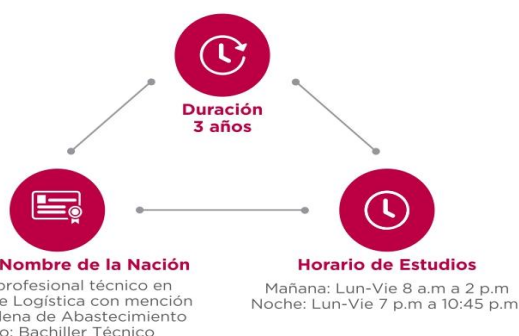 Duración
3 años
Nombre de la Nación
profesional técnico en
e Logística con mención
dena de Abastecimiento
o: Bachiller Técnico
Horario de Estudios
Mañana: Lun-Vie 8 a.m a 2 p.m
Noche: Lun-Vie 7 p.m a 10:45 p.m